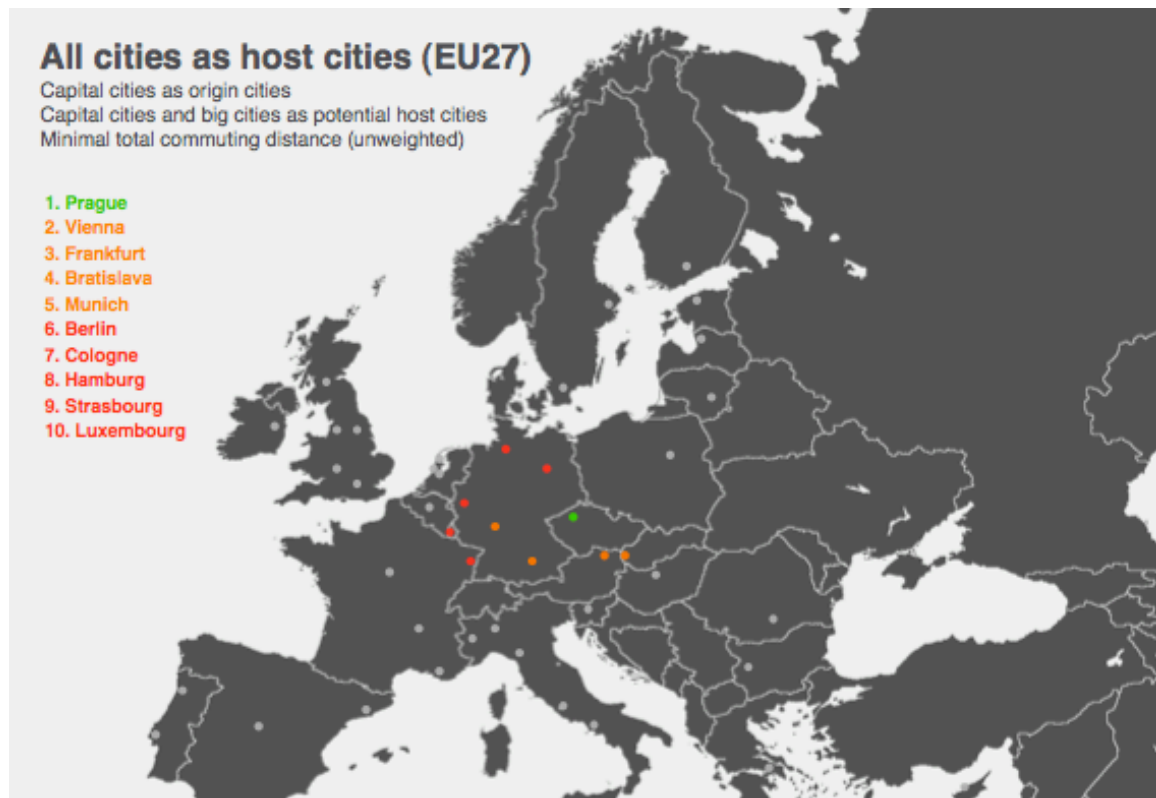 All cities as host cities (EU27)
Capital cities as origin cities
Capital cities and big cities as potential host cities
Minimal total commuting distance (unweighted)
1. Prague
2. Vienna
3. Frankfurt
4. Bratislava
5. Munich
6. Berlin
7. Cologne
8. Hamburg
9. Strasbourg
10. Luxembourg